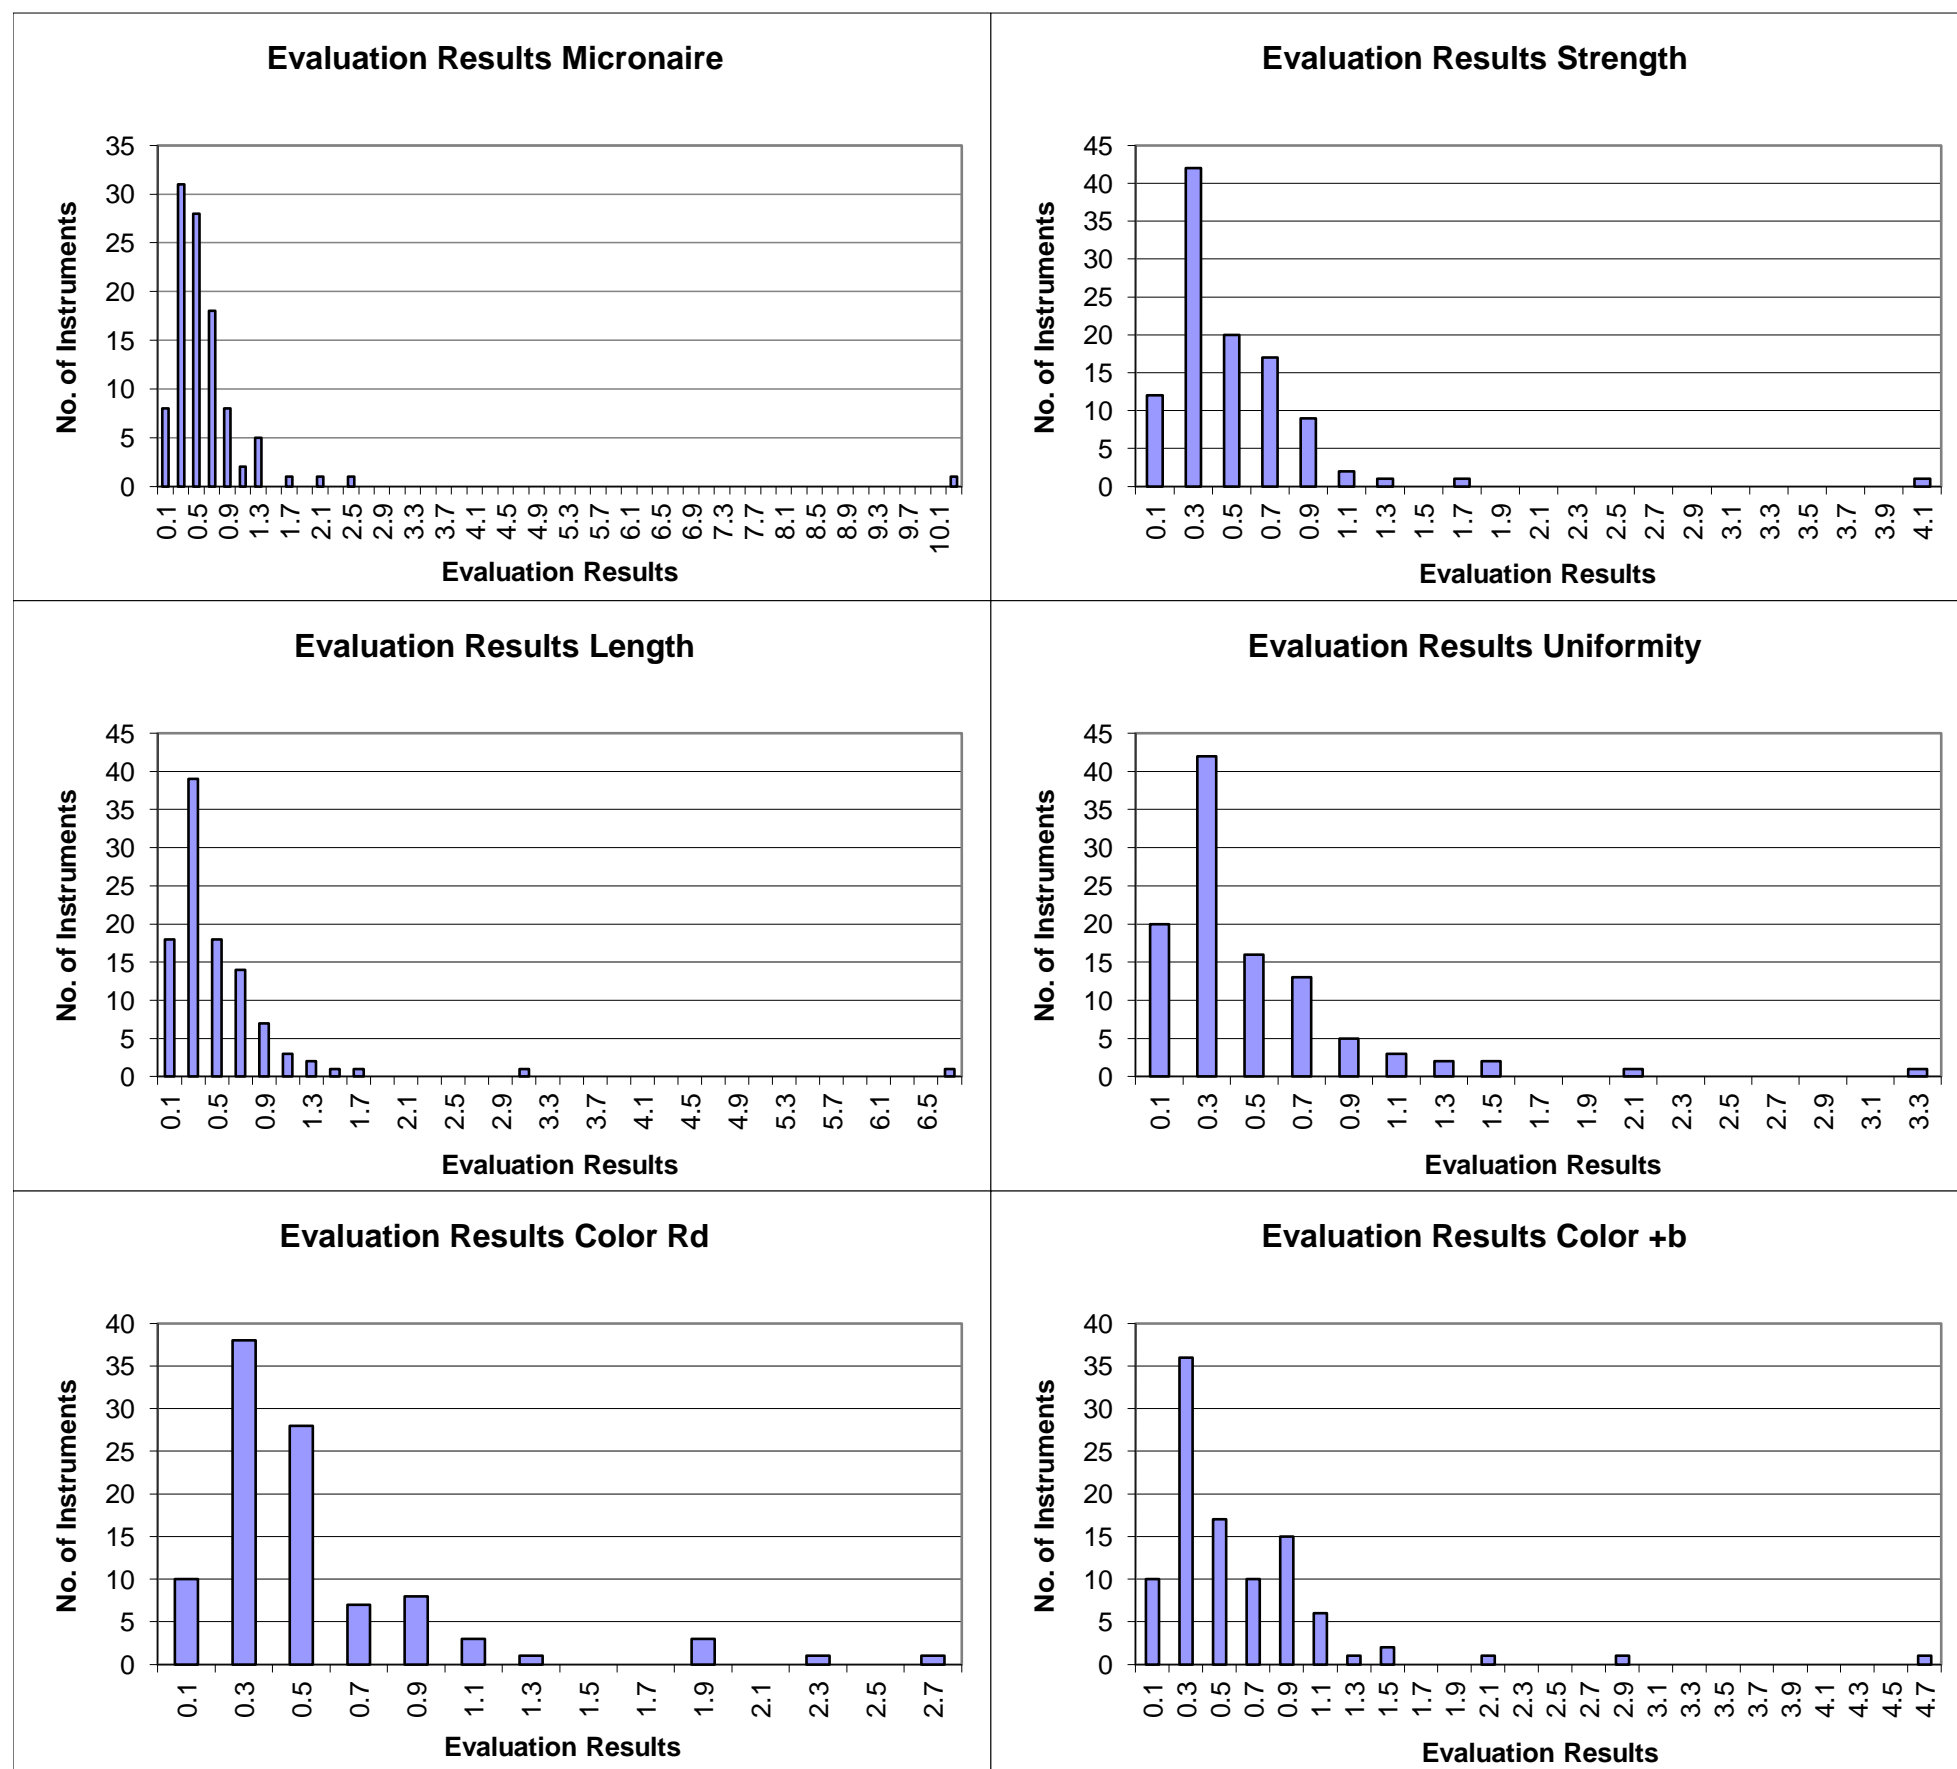 Evaluation Results Micronaire
No. of Instruments
35
30
25
20
15
10
5
0
0.1 0.5 0.9 1.3 1.7 2.1 2.5 2.9 3.3 3.7 4.1 4.5 4.9 5.3 5.7 6.1 6.5 6.9 7.3 7.7 8.1 8.5 8.9 9.3 9.7 10.1
Evaluation Results
Evaluation Results Strength
No. of Instruments
45
40
35
30
25
20
15
10
5
0
0.1 0.3 0.5 0.7 0.9 1.1 1.3 1.5 1.7 1.9 2.1 2.3 2.5 2.7 2.9 3.1 3.3 3.5 3.7 3.9 4.1
Evaluation Results
Evaluation Results Length
No. of Instruments
45
40
35
30
25
20
15
10
5
0
0.1 0.5 0.9 1.3 1.7 2.1 2.5 2.9 3.3 3.7 4.1 4.5 4.9 5.3 5.7 6.1 6.5
Evaluation Results
Evaluation Results Uniformity
No. of Instruments
45
40
35
30
25
20
15
10
5
0
0.1 0.3 0.5 0.7 0.9 1.1 1.3 1.5 1.7 1.9 2.1 2.3 2.5 2.7 2.9 3.1 3.3
Evaluation Results
Evaluation Results Color Rd
No. of Instruments
40
35
30
25
20
15
10
5
0
0.1 0.3 0.5 0.7 0.9 1.1 1.3 1.5 1.7 1.9 2.1 2.3 2.5 2.7
Evaluation Results
Evaluation Results Color +b
No. of Instruments
40
35
30
25
20
15
10
5
0
0.1 0.3 0.5 0.7 0.9 1.1 1.3 1.5 1.7 1.9 2.1 2.3 2.5 2.7 2.9 3.1 3.3 3.5 3.7 3.9 4.1 4.3 4.5 4.7
Evaluation Results